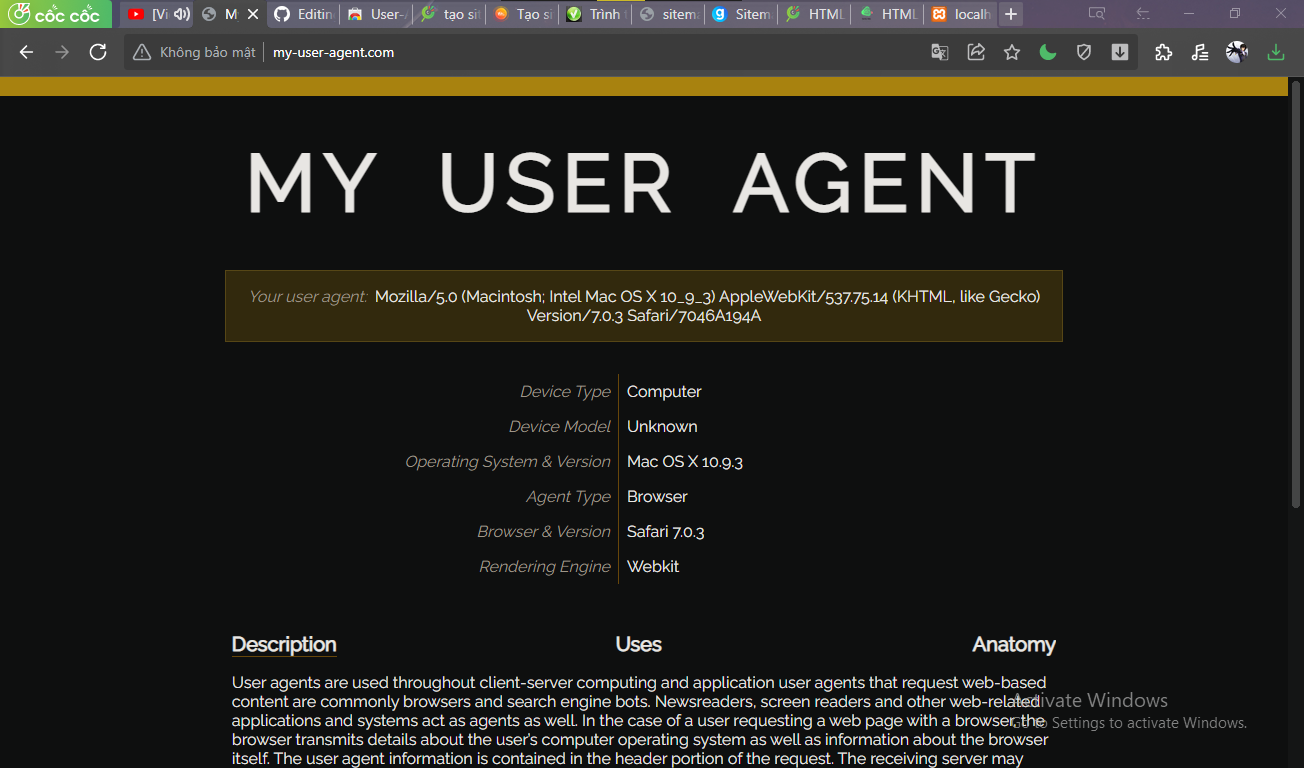 cốc cốc
[Vi
M
Editin
User-
tạo sit
Tạo si
Trình
sitema
Sitem
HTML
HTML
localh
Không bảo mật
my-user-agent.com
MY USER AGENT
Your user agent: Mozilla/5.0 (Macintosh; Intel Mac OS X 10_9_3) AppleWebKit/537.75.14 (KHTML, like Gecko)
Version/7.0.3 Safari/7046A194A
Device Type Computer
Device Model Unknown
Operating System & Version Mac OS X 10.9.3
Agent Type Browser
Browser & Version Safari 7.0.3
Rendering Engine Webkit
Description Uses Anatomy
User agents are used throughout client-server computing and application user agents that request web-based
content are commonly browsers and search engine bots. Newsreaders, screen readers and other web-related
applications and systems act as agents as well. In the case of a user requesting a web page with a browser, the
browser transmits details about the user's computer operating system as well as information about the browser
itself. The user agent information is contained in the header portion of the request. The receiving server may
Activate Windows
Go to Settings to activate Windows.